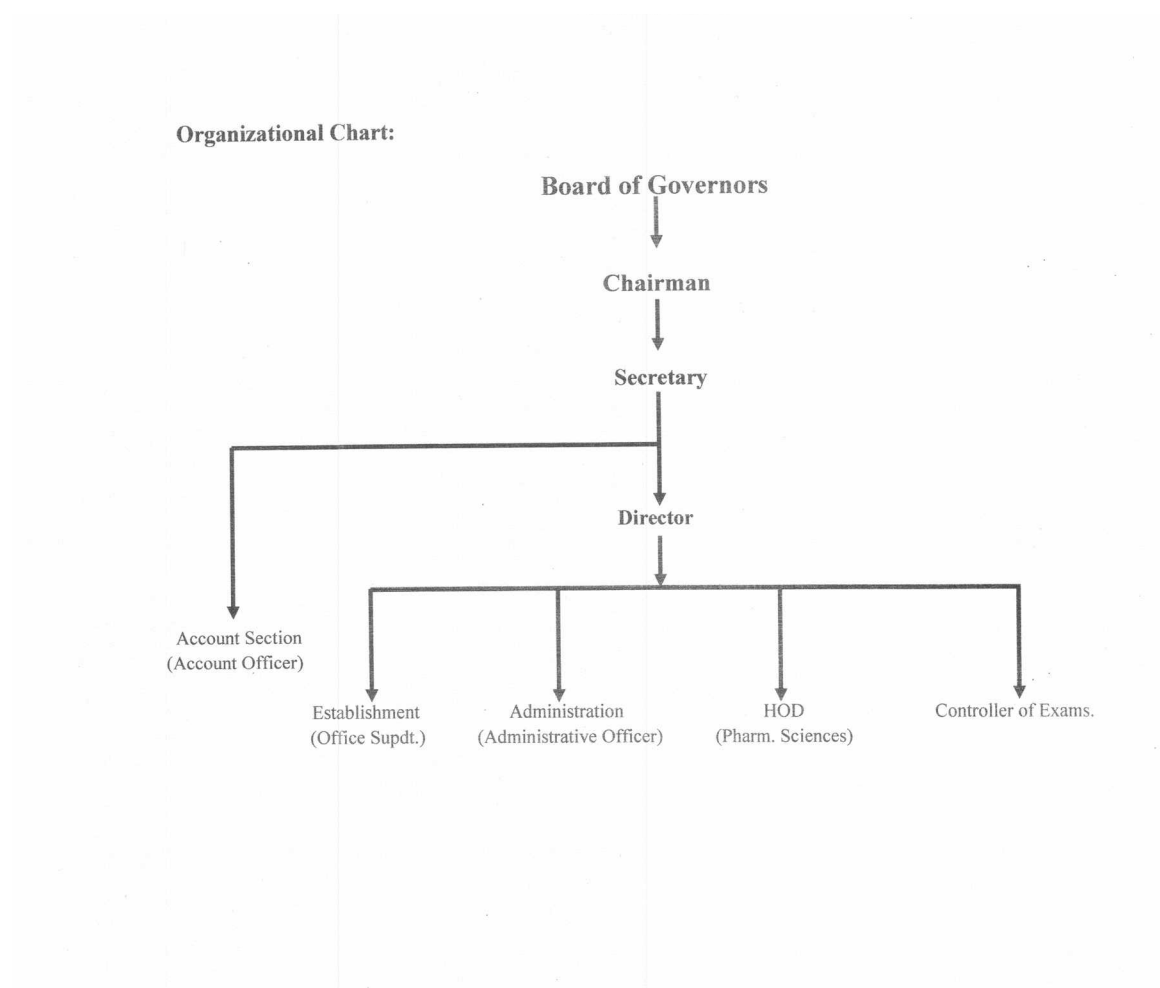 Organizational Chart:
Board of Governors
Chairman
Secretary
Director
Account Section
(Account Officer)
Establishment
(Office Supdt.)
Administration
(Administrative Officer)
HOD
(Pharm. Sciences)
Controller of Exams.